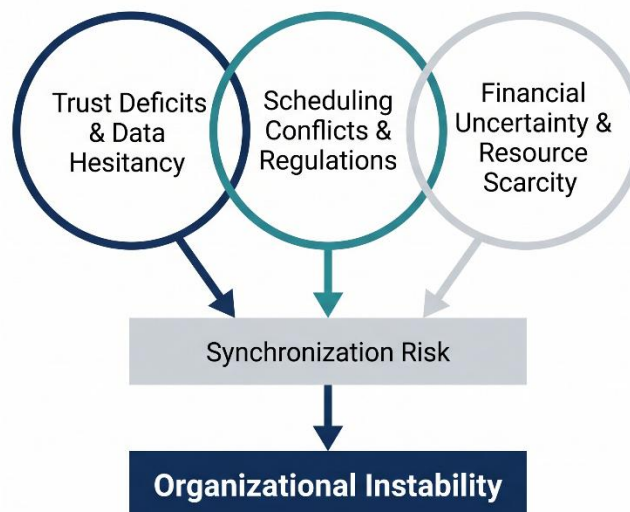 Trust Deficits
& Data
Hesitancy
Scheduling
Conflicts &
Regulations
Financial
Uncertainty &
Resource
Scarcity
Synchronization Risk
Organizational Instability